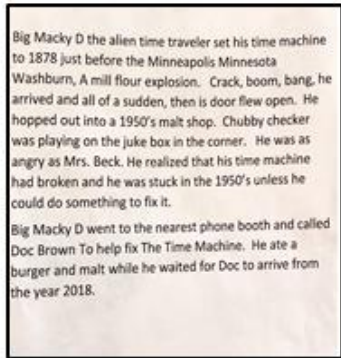 Big Macky D the alien time traveler set his time machine
to 1878 just before the Minneapolis Minnesota
Washburn, A mill flour explosion.  Crack, boom, bang, he
arrived and all of a sudden, then is door flew open.  He
hopped out into a 1950's malt shop.  Chubby checker
was playing on the juke box in the corner.  He was as
angry as Mrs. Beck. He realized that his time machine
had broken and he was stuck in the 1950's unless he
could do something to fix it.
Big Macky D went to the nearest phone booth and called
Doc Brown To help fix The Time Machine.  He ate a
burger and malt while he waited for Doc to arrive from
the year 2018.